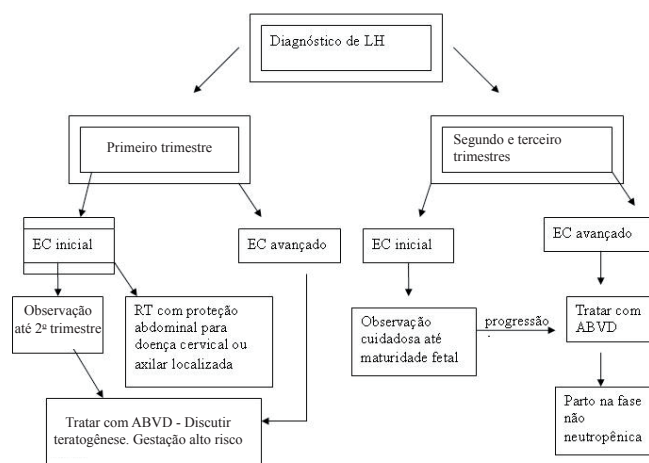 Diagnóstico de LH
Primeiro trimestre
Segundo e terceiro
trimestres
EC inicial
EC avançado
EC inicial
EC avançado
Observação
até 2º trimestre
RT com proteção
abdominal para
doença cervical ou
axilar localizada
Observação
cuidadosa até
maturidade fetal
progressão
Tratar com
ABVD
Tratar com ABVD - Discutir
teratogênese. Gestação alto risco
Parto na fase
não
neutropênica